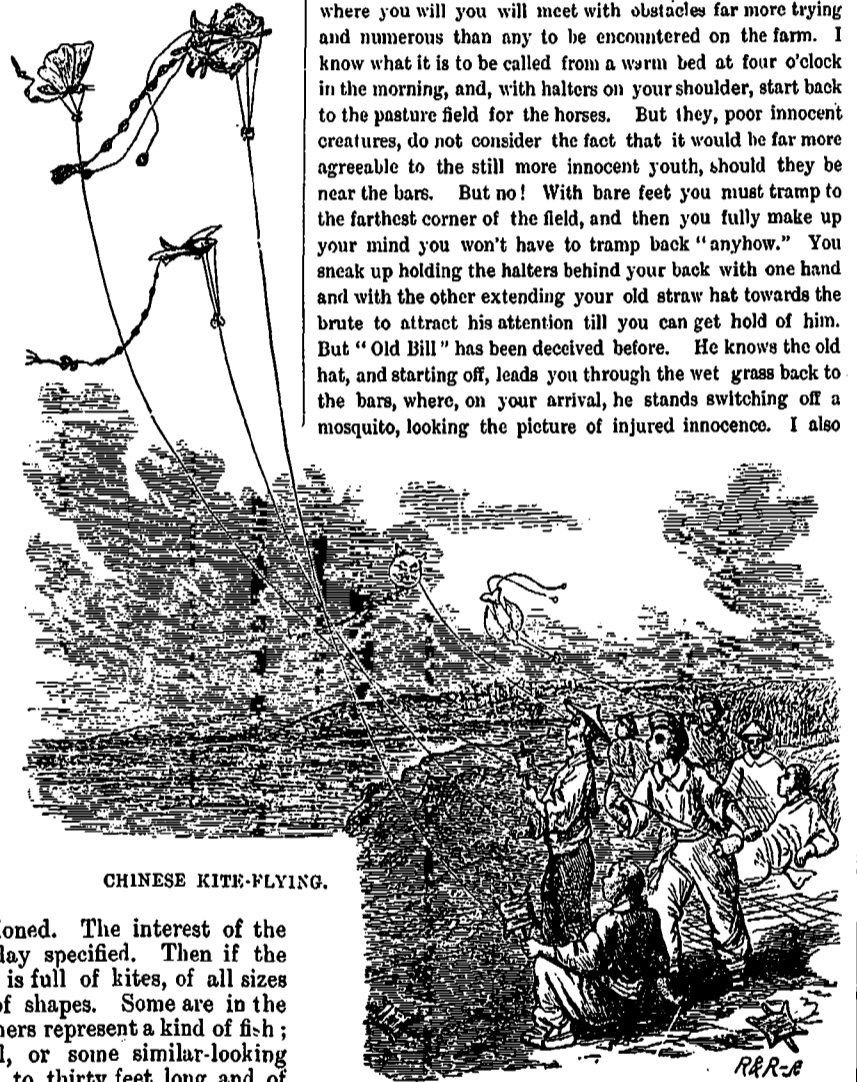 where you will you will meet with obstacles far more trying
and numerous than any to be encountered on the farm. I
know what it is to be called from a warm bed at four o'clock
in the morning, and, with halters on your shoulder, start back
to the pasture field for the horses. But they, poor innocent
creatures, do not consider the fact that it would be far more
agreeable to the still more innocent youth, should they be
near the bars. But no! With bare feet you must tramp to
the farthest corner of the field, and then you fully make up
your mind you won't have to tramp back "anyhow." You
sneak up holding the halters behind your back with one hand
and with the other extending your old straw hat towards the
brute to attract his attention till you can get hold of him.
But "Old Bill" has been deceived before. He knows the old
hat, and starting off, leads you through the wet grass back to
the bars, where, on your arrival, he stands switching off a
mosquito, looking the picture of injured innocence. I also
CHINESE KITE-FLYING.
ioned. The interest of the
lay specified. Then if the
is full of kites, of all sizes
of shapes. Some are in the
ners represent a kind of fish;
l, or some similar-looking
to thirty feet long and of
R&R-